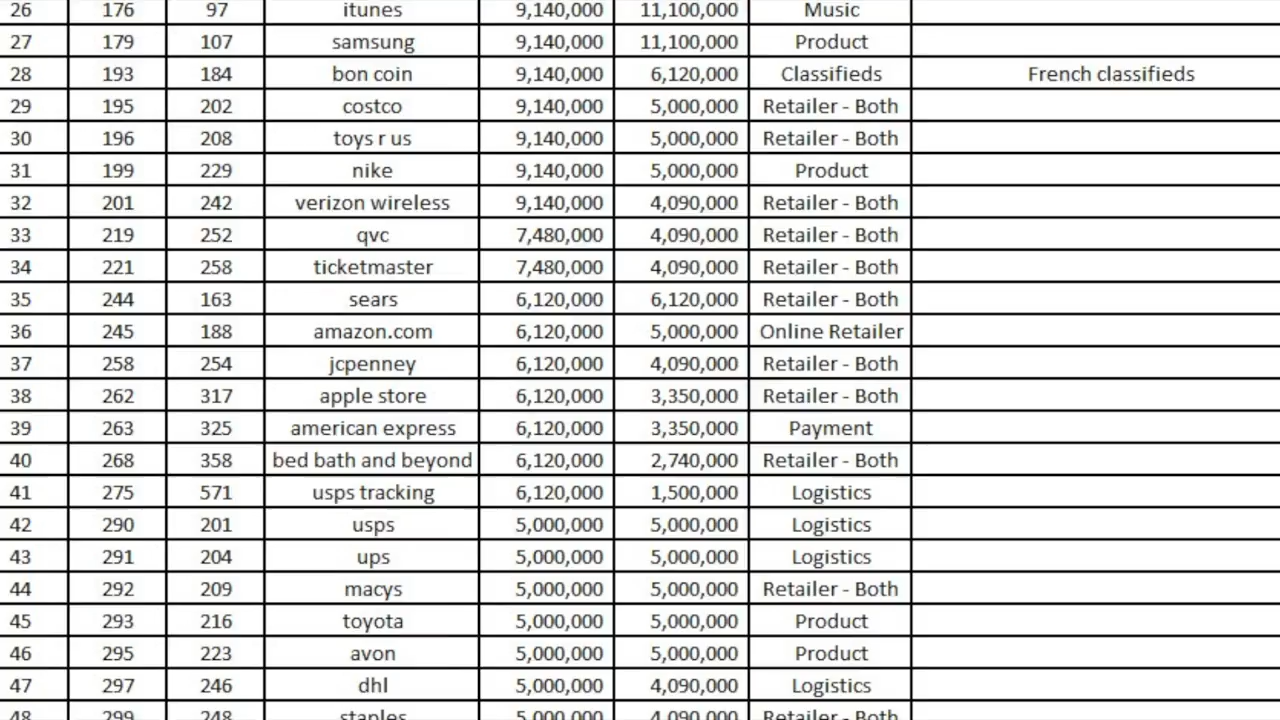 26 176 97 itunes 9,140,000 11,100,000 Music
27 179 107 samsung 9,140,000 11,100,000 Product
28 193 184 bon coin 9,140,000 6,120,000 Classifieds French classifieds
29 195 202 costco 9,140,000 5,000,000 Retailer - Both
30 196 208 toys r us 9,140,000 5,000,000 Retailer - Both
31 199 229 nike 9,140,000 5,000,000 Product
32 201 242 verizon wireless 9,140,000 4,090,000 Retailer - Both
33 219 252 qvc 7,480,000 4,090,000 Retailer - Both
34 221 258 ticketmaster 7,480,000 4,090,000 Retailer - Both
35 244 163 sears 6,120,000 6,120,000 Retailer - Both
36 245 188 amazon.com 6,120,000 5,000,000 Online Retailer
37 258 254 jcpenney 6,120,000 4,090,000 Retailer - Both
38 262 317 apple store 6,120,000 3,350,000 Retailer - Both
39 263 325 american express 6,120,000 3,350,000 Payment
40 268 358 bed bath and beyond 6,120,000 2,740,000 Retailer - Both
41 275 571 usps tracking 6,120,000 1,500,000 Logistics
42 290 201 usps 5,000,000 5,000,000 Logistics
43 291 204 ups 5,000,000 5,000,000 Logistics
44 292 209 macys 5,000,000 5,000,000 Retailer - Both
45 293 216 toyota 5,000,000 5,000,000 Product
46 295 223 avon 5,000,000 5,000,000 Product
47 297 246 dhl 5,000,000 4,090,000 Logistics
48 299 248 staples 5,000,000 4,090,000 Retailer - Both